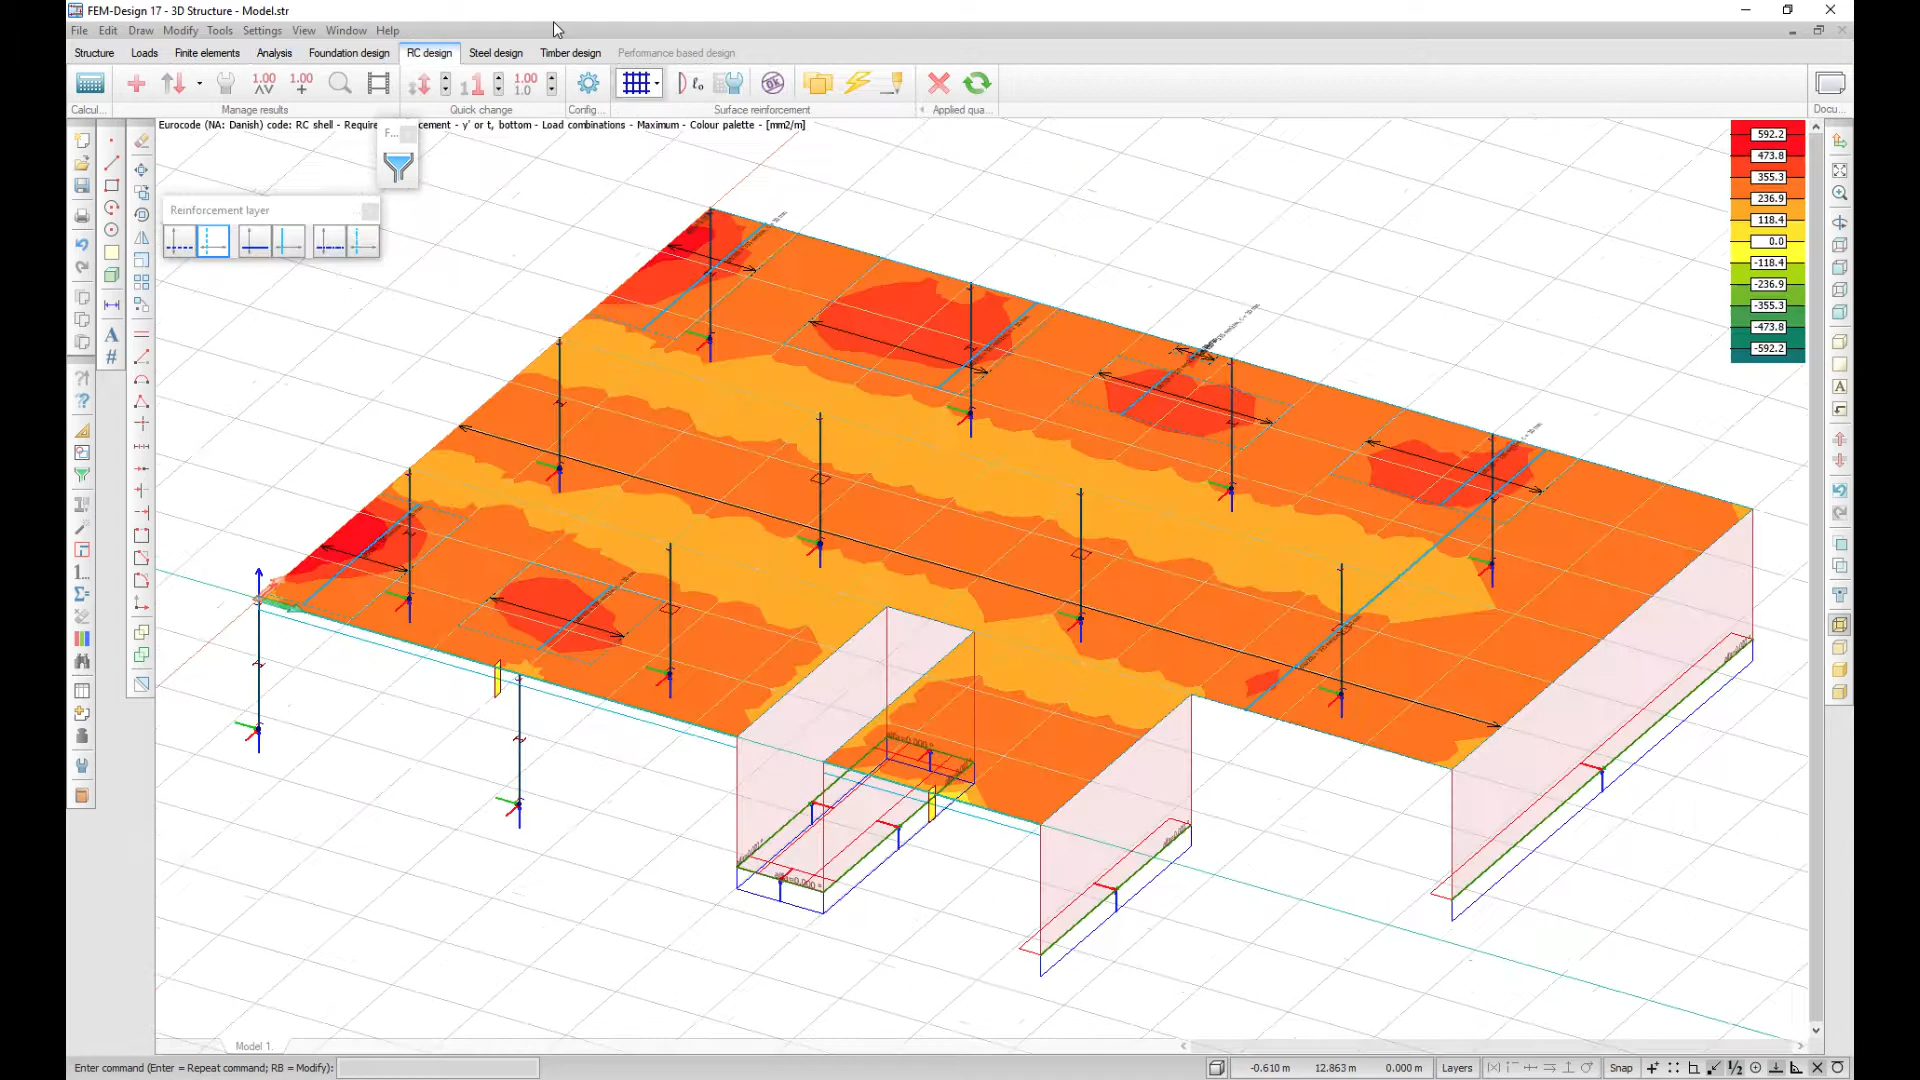 FEM-Design 17 - 3D Structure - Model.str
File Edit Draw Modify Tools Settings View Window Help
Structure Loads Finite elements Analysis Foundation design RC design Steel design Timber design Performance based design
1.00 1.00 1.00
1.0
Calcul... Manage results Quick change Config... Surface reinforcement Applied qua... Docu...
Eurocode (NA: Danish) code: RC shell - Require cement - y' or t, bottom - Load combinations - Maximum - Colour palette - [mm2/m]
F...
Reinforcement layer
592.2
473.8
355.3
236.9
118.4
0.0
-118.4
-236.9
-355.3
-473.8
-592.2
Model 1.
Enter command (Enter = Repeat command; RB = Modify):
-0.610 m 12.863 m 0.000 m Layers Snap